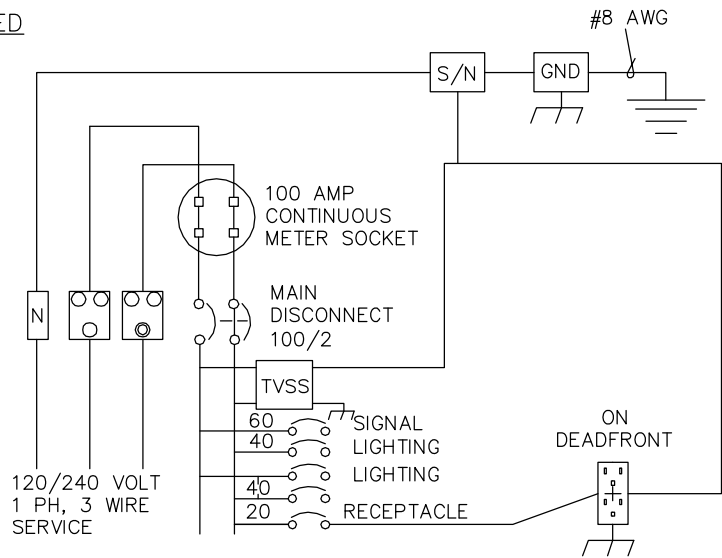 ED
#8 AWG
S/N
GND
100 AMP
CONTINUOUS
METER SOCKET
N
MAIN
DISCONNECT
100/2
TVSS
60
SIGNAL
40
LIGHTING
LIGHTING
40
20
RECEPTACLE
ON
DEADFRONT
120/240 VOLT
1 PH, 3 WIRE
SERVICE